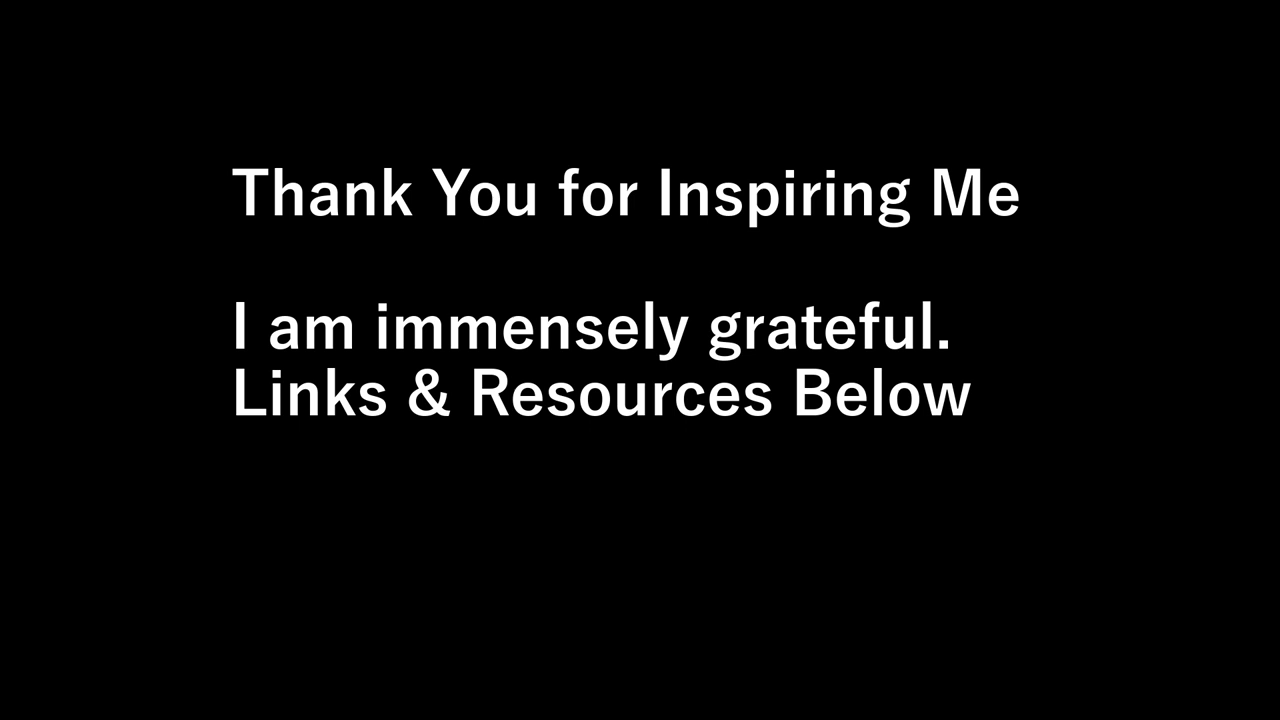 Thank You for Inspiring Me
I am immensely grateful.
Links & Resources Below